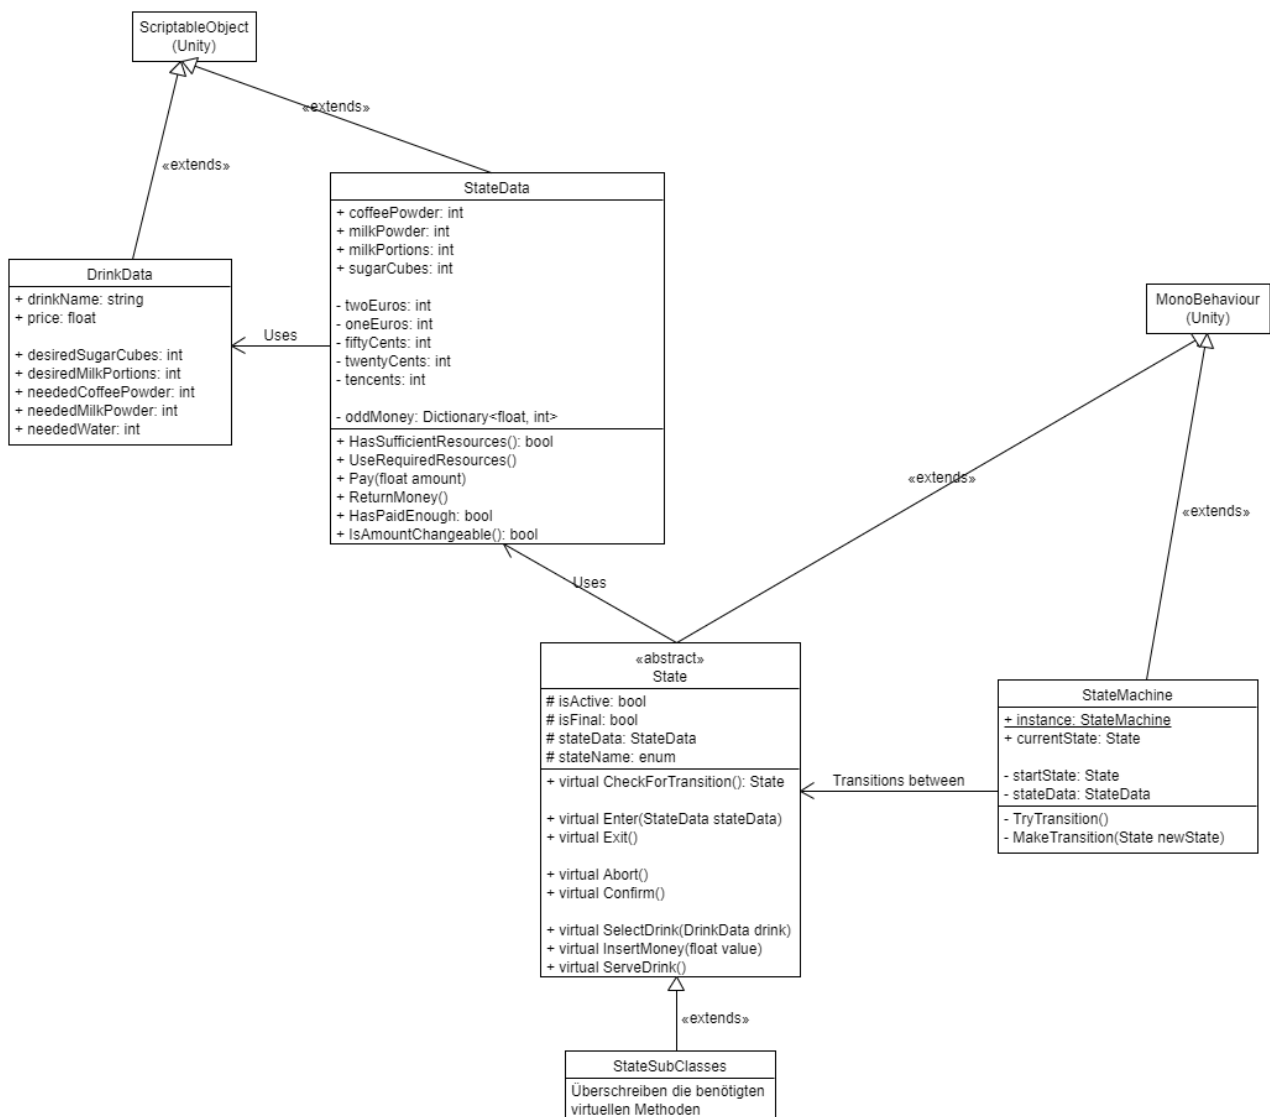 ScriptableObject
(Unity)
«extends»
«extends»
StateData
+ coffeePowder: int
+ milkPowder: int
+ milkPortions: int
+ sugarCubes: int
- twoEuros: int
- oneEuros: int
- fiftyCents: int
- twentyCents: int
- tencents: int
- oddMoney: Dictionary<float, int>
+ HasSufficientResources(): bool
+ UseRequiredResources()
+ Pay(float amount)
+ ReturnMoney()
+ HasPaidEnough: bool
+ IsAmountChangeable(): bool
DrinkData
+ drinkName: string
+ price: float
+ desiredSugarCubes: int
+ desiredMilkPortions: int
+ neededCoffeePowder: int
+ neededMilkPowder: int
+ neededWater: int
Uses
MonoBehaviour
(Unity)
«extends»
«extends»
Uses
«abstract»
State
# isActive: bool
# isFinal: bool
# stateData: StateData
# stateName: enum
+ virtual CheckForTransition(): State
+ virtual Enter(StateData stateData)
+ virtual Exit()
+ virtual Abort()
+ virtual Confirm()
+ virtual SelectDrink(DrinkData drink)
+ virtual InsertMoney(float value)
+ virtual ServeDrink()
Transitions between
StateMachine
+ instance: StateMachine
+ currentState: State
- startState: State
- stateData: StateData
- TryTransition()
- MakeTransition(State newState)
«extends»
StateSubClasses
Überschreiben die benötigten
virtuellen Methoden